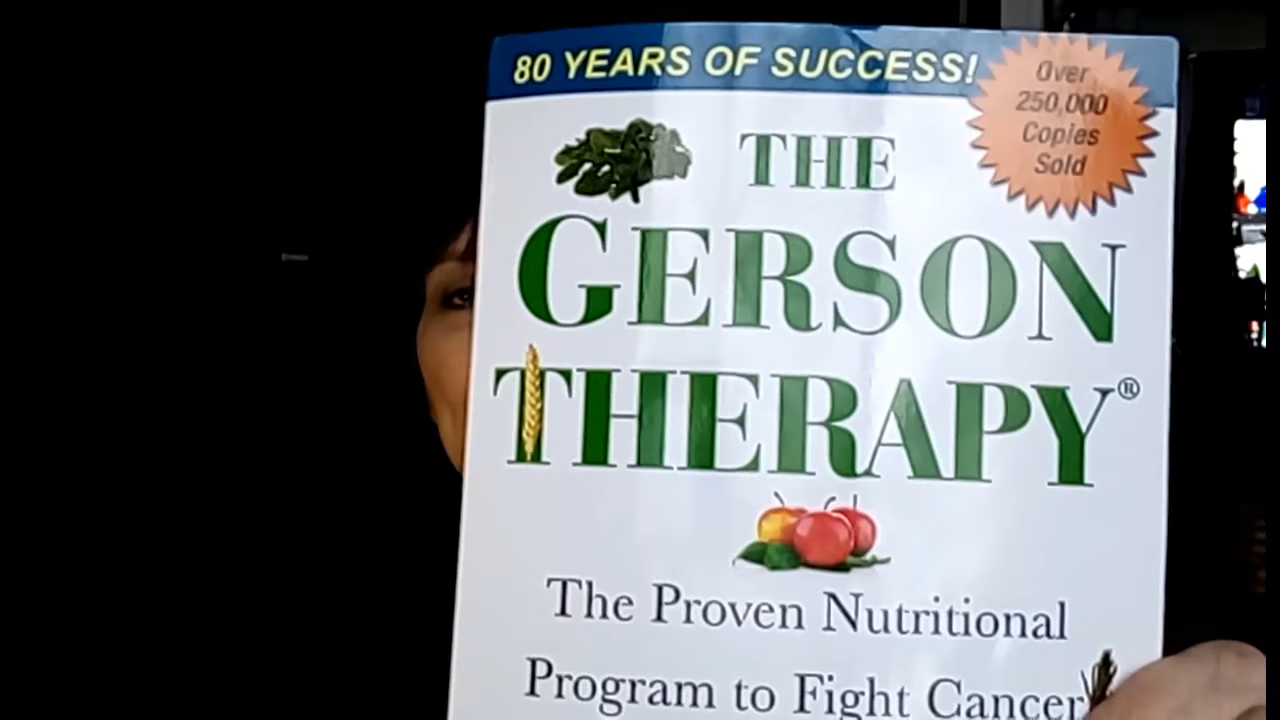 80 YEARS OF SUCCESS!
Over
250,000
Copies
Sold
THE
GERSON
THERAPY®
The Proven Nutritional
Program to Fight Cancer